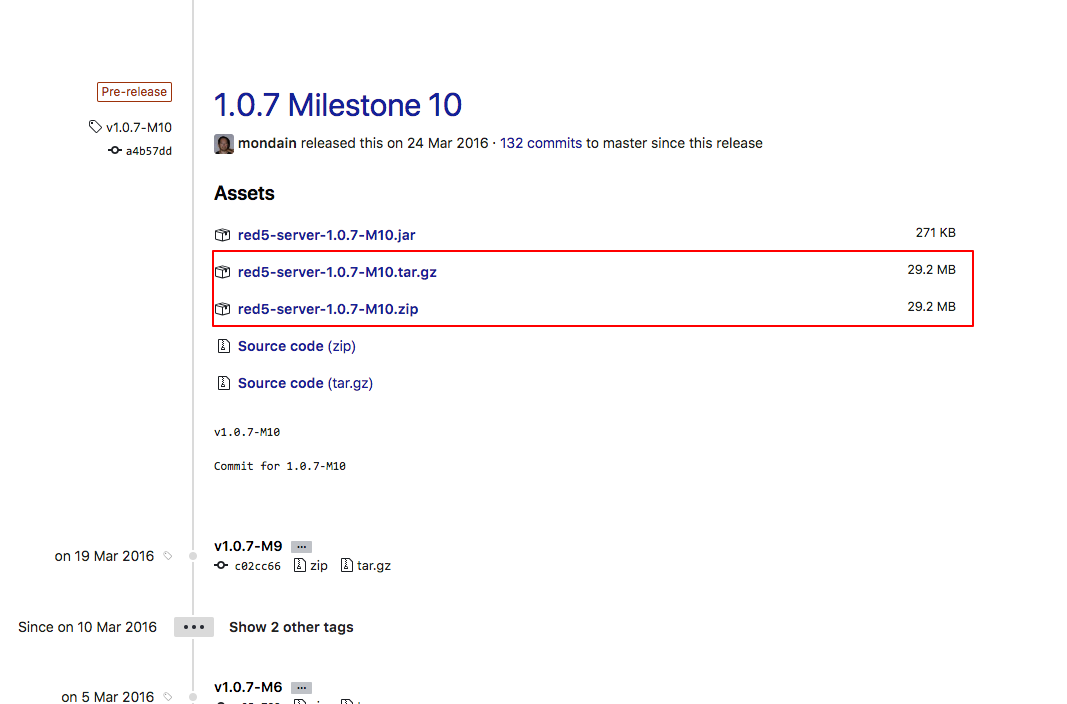 Pre-release
v1.0.7-M10
a4b57dd
1.0.7 Milestone 10
mondain released this on 24 Mar 2016 · 132 commits to master since this release
Assets
red5-server-1.0.7-M10.jar 271 KB
red5-server-1.0.7-M10.tar.gz 29.2 MB
red5-server-1.0.7-M10.zip 29.2 MB
Source code (zip)
Source code (tar.gz)
v1.0.7-M10
Commit for 1.0.7-M10
on 19 Mar 2016
v1.0.7-M9 ...
c02cc66 zip tar.gz
Since on 10 Mar 2016 ... Show 2 other tags
on 5 Mar 2016
v1.0.7-M6 ...